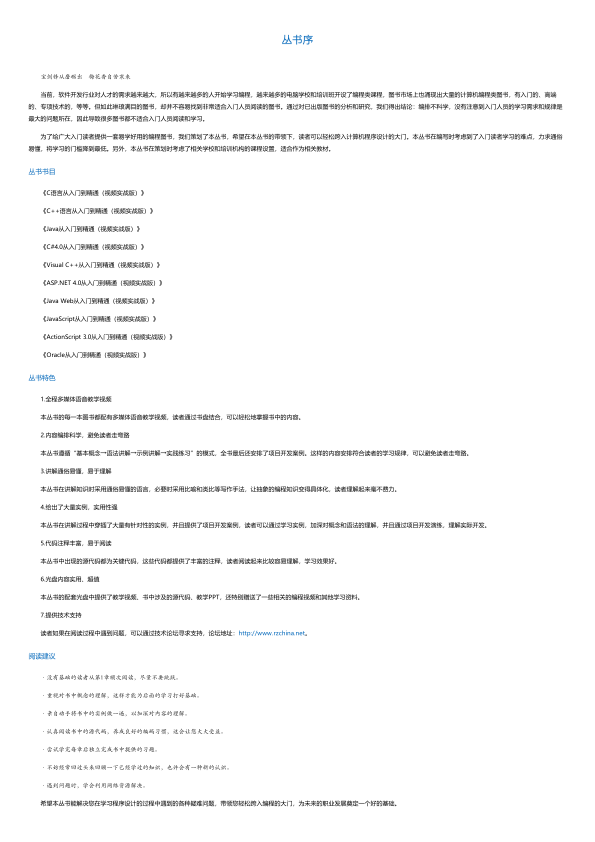 丛书序
宝剑锋从磨砺出 梅花香自苦寒来
当前，软件开发行业对人才的需求越来越大，所以有越来越多的人开始学习编程，越来越多的电脑学校和培训班开设了编程类课程，图书市场上也涌现出大量的计算机编程类图书，有入门的，高端
的，专项技术的，等等。但如此琳琅满目的图书，却并不容易找到非常适合入门人员阅读的图书。通过对已出版图书的分析和研究，我们得出结论：编排不科学，没有注意到入门人员的学习需求和规律是
最大的问题所在，因此导致很多图书都不适合入门人员阅读和学习。
为了给广大入门读者提供一套易学好用的编程图书，我们策划了本丛书，希望在本丛书的带领下，读者可以轻松跨入计算机程序设计的大门。本丛书在编写时考虑到了入门读者学习的难点，力求通俗
易懂，将学习的门槛降到最低。另外，本丛书在策划时考虑了相关学校和培训机构的课程设置，适合作为相关教材。
丛书书目
《C语言从入门到精通（视频实战版）》
《C++语言从入门到精通（视频实战版）》
《Java从入门到精通（视频实战版）》
《C#4.0从入门到精通（视频实战版）》
《Visual C++从入门到精通（视频实战版）》
《ASP.NET 4.0从入门到精通（视频实战版）》
《Java Web从入门到精通（视频实战版）》
《JavaScript从入门到精通（视频实战版）》
《ActionScript 3.0从入门到精通（视频实战版）》
《Oracle从入门到精通（视频实战版）》
丛书特色
1.全程多媒体语音教学视频
本丛书的每一本图书都配有多媒体语音教学视频，读者通过书盘结合，可以轻松地掌握书中的内容。
2.内容编排科学，避免读者走弯路
本丛书遵循“基本概念→语法讲解→示例讲解→实践练习”的模式，全书最后还安排了项目开发案例。这样的内容安排符合读者的学习规律，可以避免读者走弯路。
3.讲解通俗易懂，易于理解
本丛书在讲解知识时采用通俗易懂的语言，必要时采用比喻和类比等写作手法，让抽象的编程知识变得具体化，读者理解起来毫不费力。
4.给出了大量实例，实用性强
本丛书在讲解过程中穿插了大量有针对性的实例，并且提供了项目开发案例，读者可以通过学习实例，加深对概念和语法的理解，并且通过项目开发演练，理解实际开发。
5.代码注释丰富，易于阅读
本丛书中出现的源代码都为关键代码，这些代码都提供了丰富的注释，读者阅读起来比较容易理解，学习效果好。
6.光盘内容实用，超值
本丛书的配套光盘中提供了教学视频、书中涉及的源代码、教学PPT，还特别赠送了一些相关的编程视频和其他学习资料。
7.提供技术支持
读者如果在阅读过程中遇到问题，可以通过技术论坛寻求支持，论坛地址：http://www.rzchina.net。
阅读建议
· 没有基础的读者从第1章顺次阅读，尽量不要跳跃。
· 重视对书中概念的理解，这样才能为后面的学习打好基础。
· 亲自动手将书中的实例做一遍，以加深对内容的理解。
· 认真阅读书中的源代码，养成良好的编码习惯，这会让您大大受益。
· 尝试学完每章后独立完成书中提供的习题。
· 不妨经常回过头来回顾一下已经学过的知识，也许会有一种新的认识。
· 遇到问题时，学会利用网络资源解决。
希望本丛书能解决您在学习程序设计的过程中遇到的各种疑难问题，带领您轻松跨入编程的大门，为未来的职业发展奠定一个好的基础。